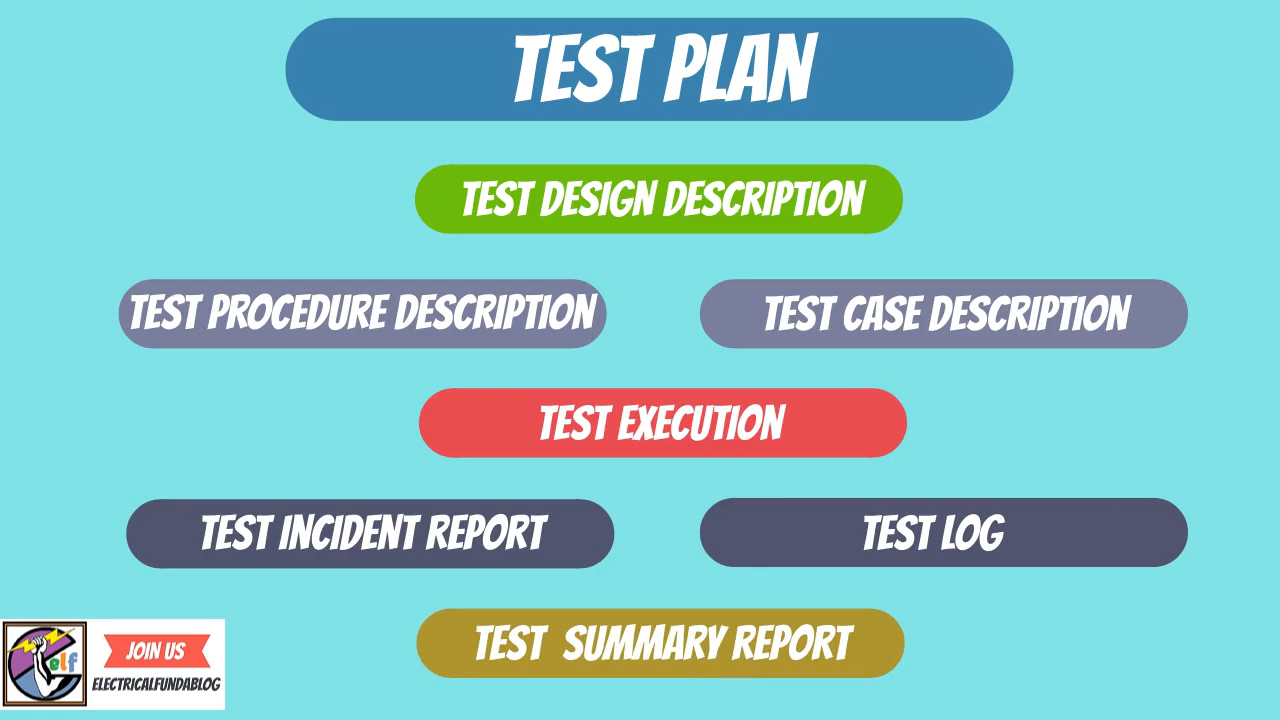 TEST PLAN
TEST DESIGN DESCRIPTION
TEST PROCEDURE DESCRIPTION
TEST CASE DESCRIPTION
TEST EXECUTION
TEST INCIDENT REPORT
TEST LOG
TEST SUMMARY REPORT
elf
JOIN US
ELECTRICALFUNDABLOG